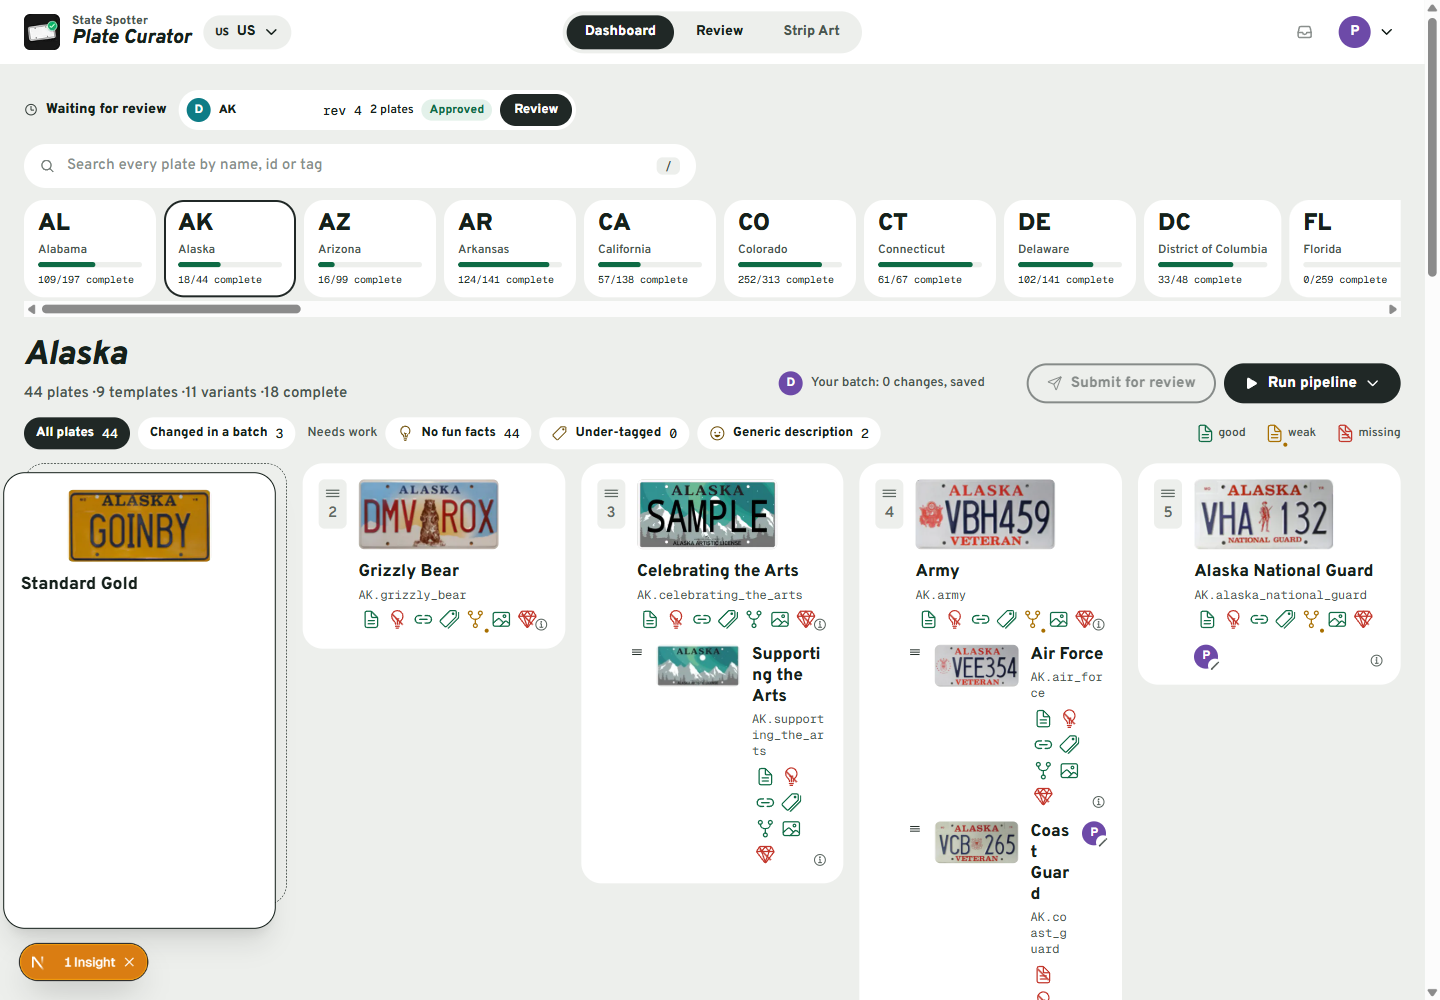 State Spotter
Plate Curator
US US
Dashboard
Review
Strip Art
P
Waiting for review
D AK rev 4 2 plates Approved Review
Search every plate by name, id or tag /
AL
Alabama
109/197 complete
AK
Alaska
18/44 complete
AZ
Arizona
16/99 complete
AR
Arkansas
124/141 complete
CA
California
57/138 complete
CO
Colorado
252/313 complete
CT
Connecticut
61/67 complete
DE
Delaware
102/141 complete
DC
District of Columbia
33/48 complete
FL
Florida
0/259 complete
Alaska
44 plates ·9 templates ·11 variants ·18 complete
D Your batch: 0 changes, saved
Submit for review
Run pipeline
All plates 44
Changed in a batch 3
Needs work
No fun facts 44
Under-tagged 0
Generic description 2
good
weak
missing
ALASKA
GOINBY
Standard Gold
2
ALASKA
DMV ROX
Grizzly Bear
AK.grizzly_bear
3
ALASKA
SAMPLE
ALASKA ARTISTIC LICENSE
Celebrating the Arts
AK.celebrating_the_arts
ALASKA
Supporti
ng the
Arts
AK.support
ing_the_ar
ts
4
ALASKA
VBH459
VETERAN
Army
AK.army
ALASKA
VEE354
VETERAN
Air Force
AK.air_for
ce
ALASKA
VCB 265
VETERAN
Coas
t
Guar
d
P
AK.co
ast_g
uard
5
ALASKA
VHA 132
NATIONAL GUARD
Alaska National Guard
AK.alaska_national_guard
P
N 1 Insight